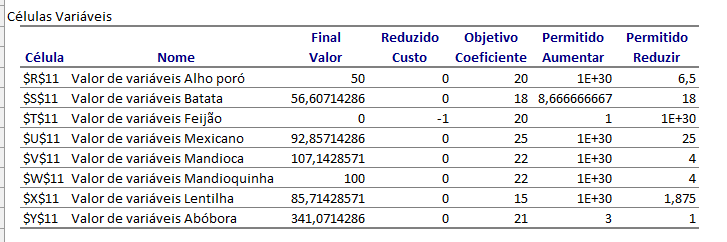 Células Variáveis
Final Reduzido Objetivo Permitido Permitido
Célula Nome Valor Custo Coeficiente Aumentar Reduzir
$R$11 Valor de variáveis Alho poró 50 0 20 1E+30 6,5
$S$11 Valor de variáveis Batata 56,60714286 0 18 8,666666667 18
$T$11 Valor de variáveis Feijão 0 -1 20 1 1E+30
$U$11 Valor de variáveis Mexicano 92,85714286 0 25 1E+30 25
$V$11 Valor de variáveis Mandioca 107,1428571 0 22 1E+30 4
$W$11 Valor de variáveis Mandioquinha 100 0 22 1E+30 4
$X$11 Valor de variáveis Lentilha 85,71428571 0 15 1E+30 1,875
$Y$11 Valor de variáveis Abóbora 341,0714286 0 21 3 1